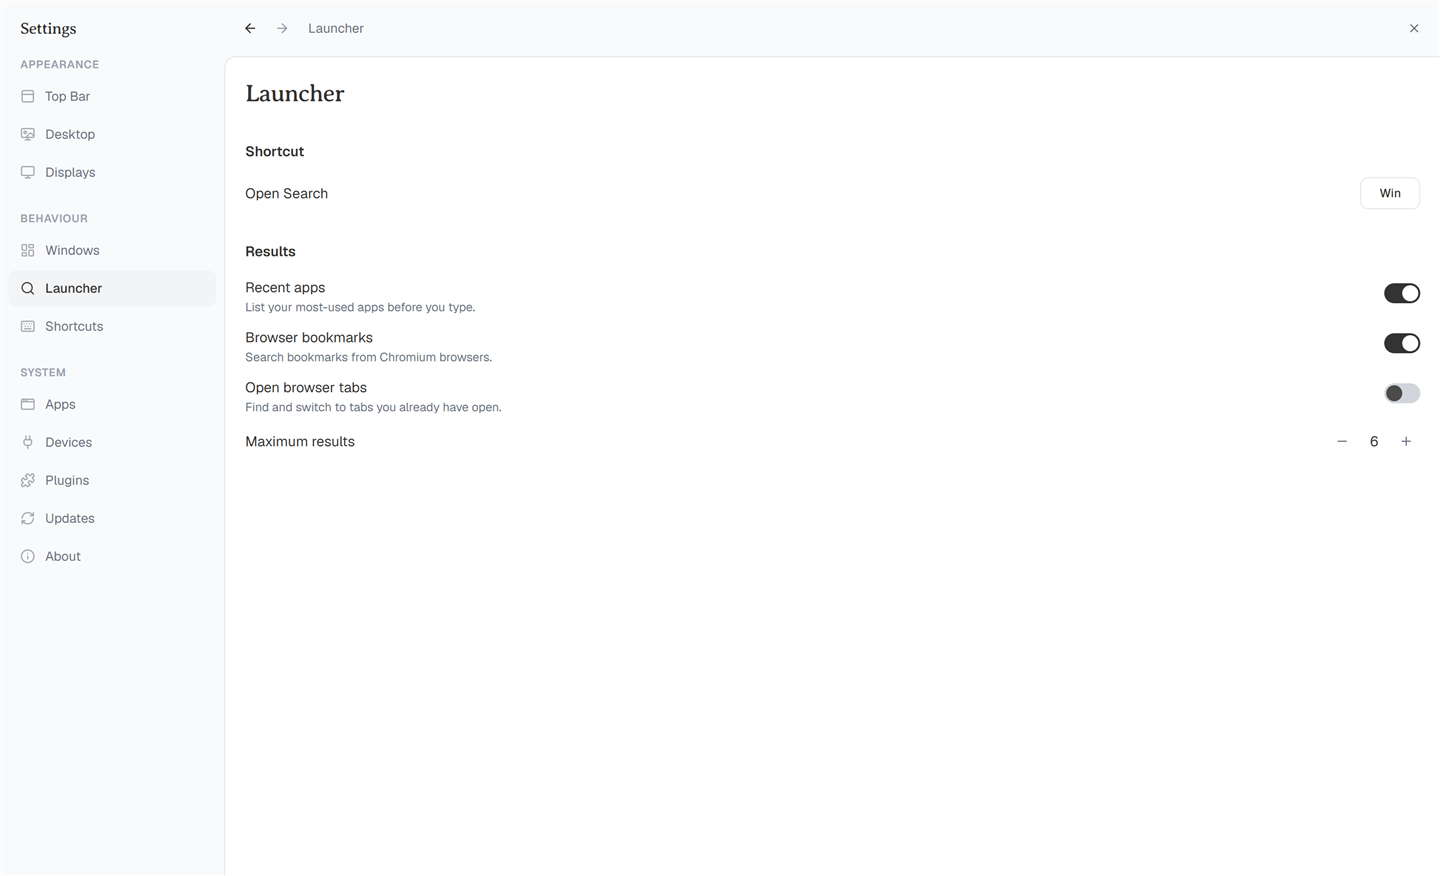 Settings
Launcher
APPEARANCE
Top Bar
Desktop
Displays
BEHAVIOUR
Windows
Launcher
Shortcuts
SYSTEM
Apps
Devices
Plugins
Updates
About
Launcher
Shortcut
Open Search
Win
Results
Recent apps
List your most-used apps before you type.
Browser bookmarks
Search bookmarks from Chromium browsers.
Open browser tabs
Find and switch to tabs you already have open.
Maximum results
6